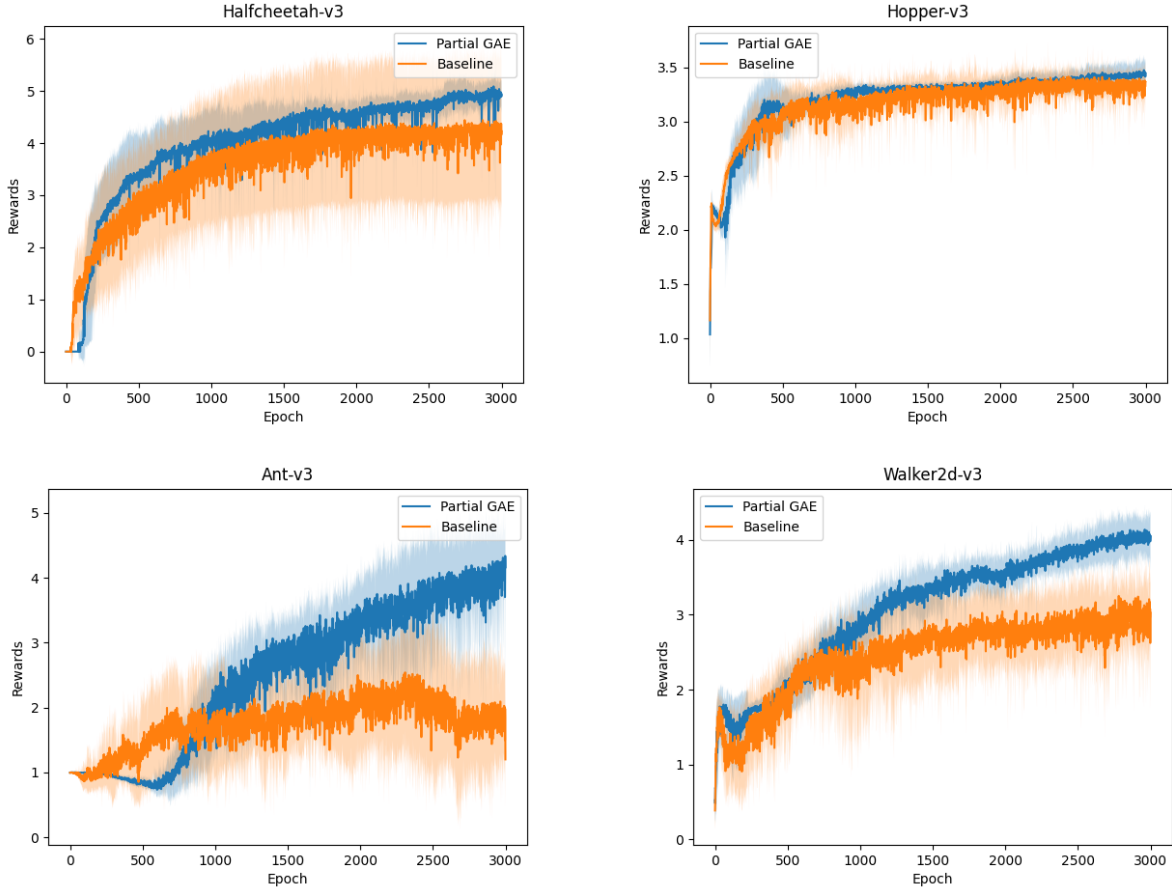 Halfcheetah-v3
6
5
4
3
2
1
0
Rewards
Partial GAE
Baseline
0 500 1000 1500 2000 2500 3000
Epoch
Hopper-v3
3.5
3.0
2.5
2.0
1.5
1.0
Rewards
Partial GAE
Baseline
0 500 1000 1500 2000 2500 3000
Epoch
Ant-v3
5
4
3
2
1
0
Rewards
Partial GAE
Baseline
0 500 1000 1500 2000 2500 3000
Epoch
Walker2d-v3
4
3
2
1
0
Rewards
Partial GAE
Baseline
0 500 1000 1500 2000 2500 3000
Epoch